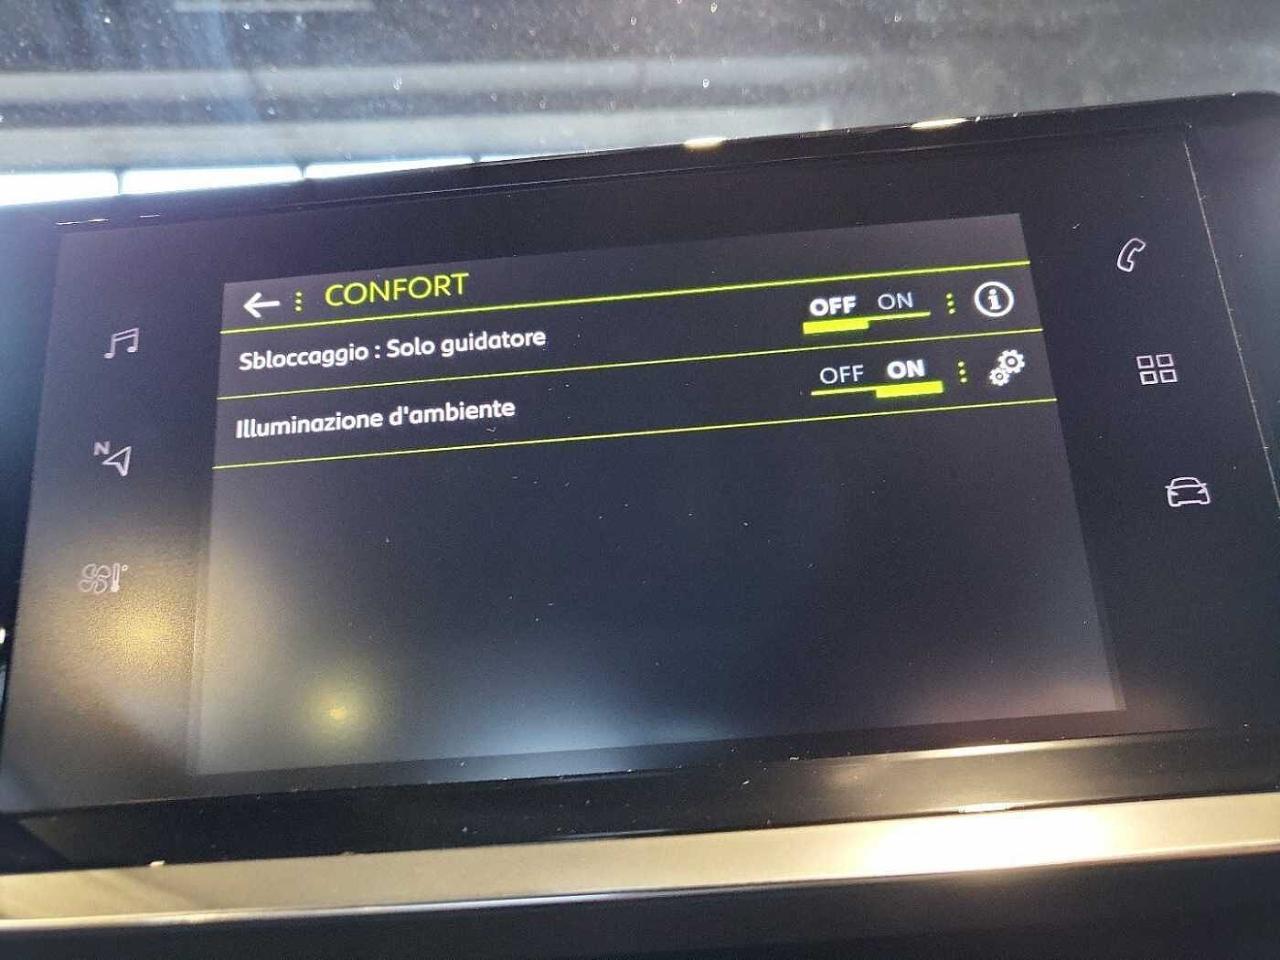 CONFORT
Sbloccaggio : Solo guidatore OFF ON
Illuminazione d'ambiente OFF ON
N